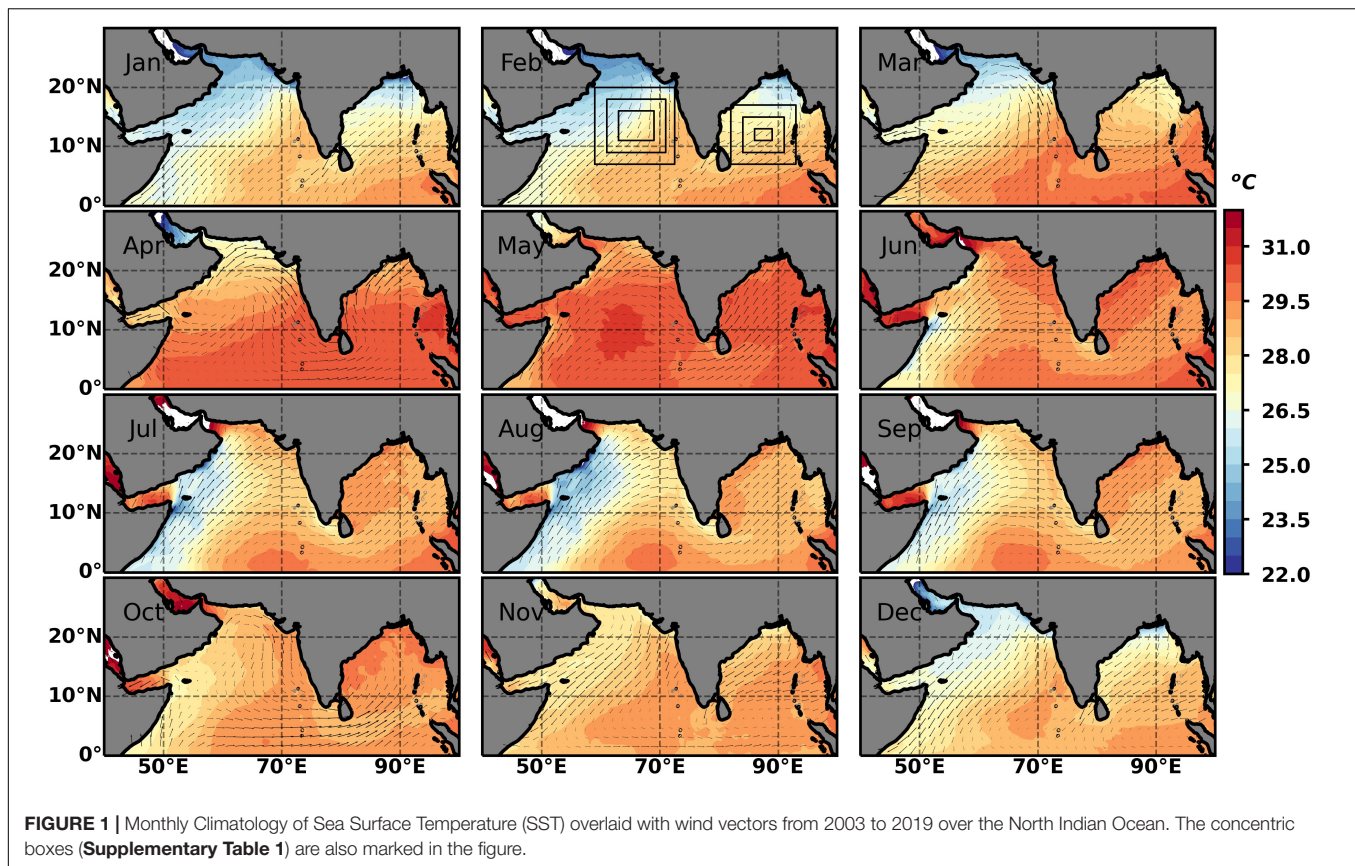 Jan
Feb
Mar
20°N
10°N
0°
°C
Apr
May
Jun
20°N
10°N
0°
31.0
29.5
28.0
26.5
25.0
23.5
22.0
Jul
Aug
Sep
20°N
10°N
0°
Oct
Nov
Dec
20°N
10°N
0°
50°E 70°E 90°E
50°E 70°E 90°E
50°E 70°E 90°E
FIGURE 1 | Monthly Climatology of Sea Surface Temperature (SST) overlaid with wind vectors from 2003 to 2019 over the North Indian Ocean. The concentric
boxes (Supplementary Table 1) are also marked in the figure.